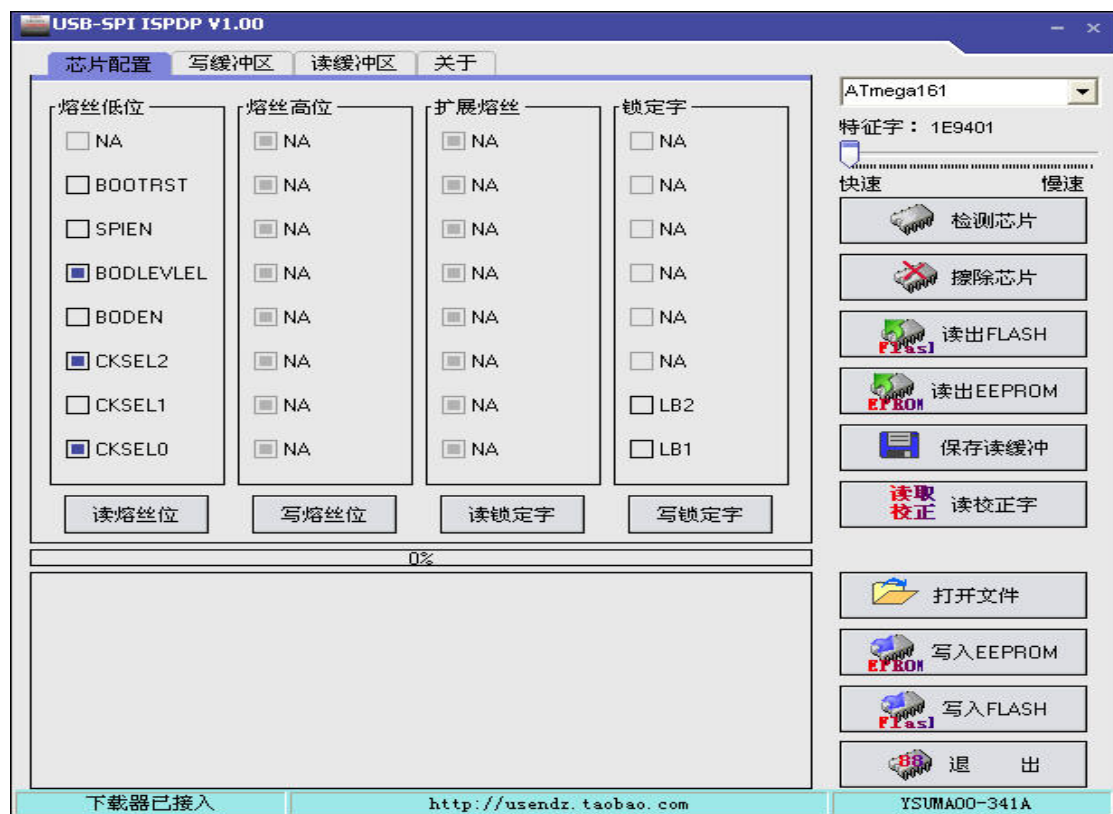 USB-SPI ISPDP V1.00
芯片配置 写缓冲区 读缓冲区 关于
熔丝低位 熔丝高位 扩展熔丝 锁定字
NA NA NA NA
BOOTRST NA NA NA
SPIEN NA NA NA
BODLEVLEL NA NA NA
BODEN NA NA NA
CKSEL2 NA NA NA
CKSEL1 NA NA LB2
CKSEL0 NA NA LB1
读熔丝位 写熔丝位 读锁定字 写锁定字
0%
ATmega161
特征字: 1E9401
快速 慢速
检测芯片
擦除芯片
Flasl 读出FLASH
EPROM 读出EEPROM
保存读缓冲
读取
校正 读校正字
打开文件
EPROM 写入EEPROM
Flasl 写入FLASH
88 退 出
下载器已接入 http://usendz.taobao.com YSUMA00-341A